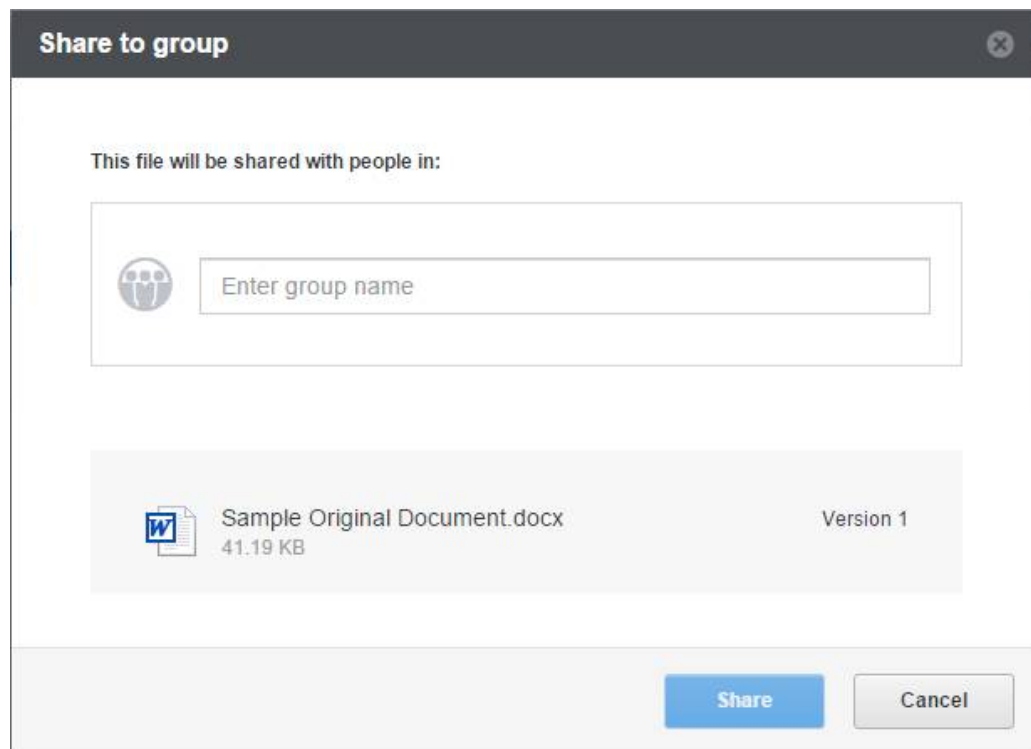 Share to group
This file will be shared with people in:
Enter group name
Sample Original Document.docx
Version 1
41.19 KB
Share
Cancel